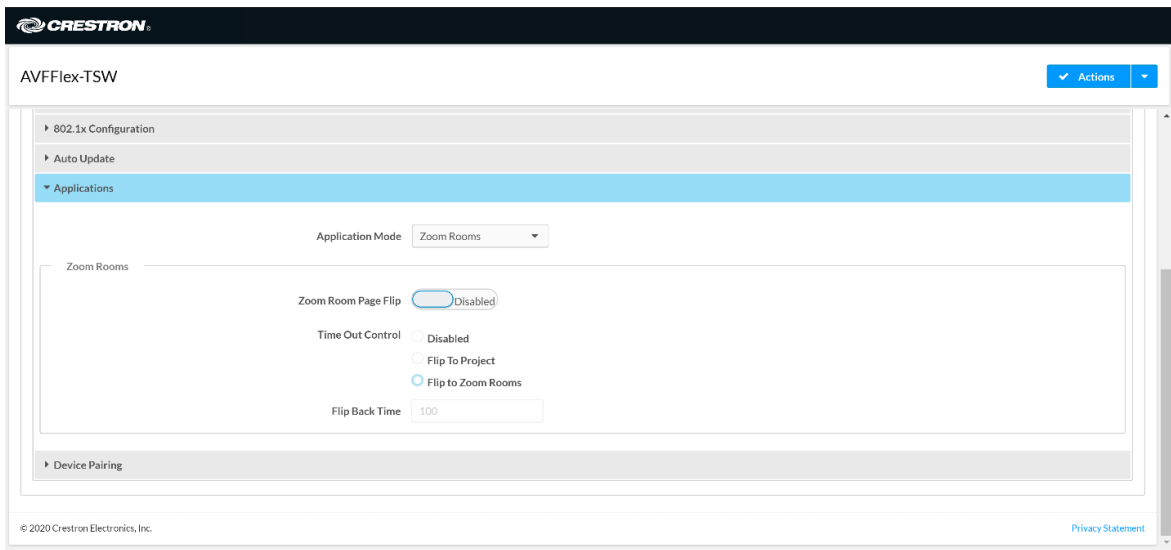 CRESTRON®
AVFFlex-TSW
Actions
802.1x Configuration
Auto Update
Applications
Application Mode Zoom Rooms
Zoom Rooms
Zoom Room Page Flip Disabled
Time Out Control Disabled
Flip To Project
Flip to Zoom Rooms
Flip Back Time 100
Device Pairing
© 2020 Crestron Electronics, Inc. Privacy Statement